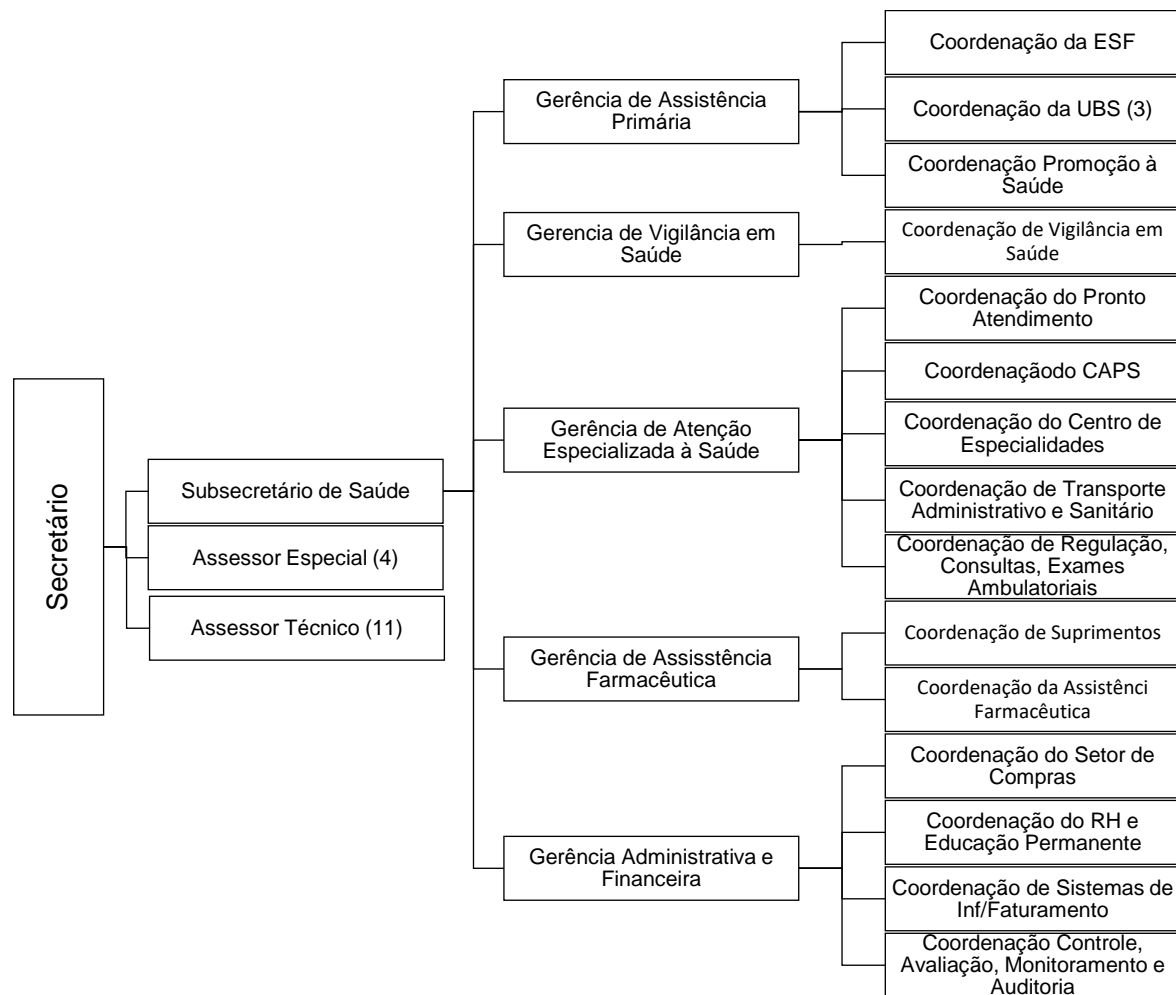 Secretário
Subsecretário de Saúde
Assessor Especial (4)
Assessor Técnico (11)
Gerência de Assistência
Primária
Gerencia de Vigilância em
Saúde
Gerência de Atenção
Especializada à Saúde
Gerência de Assisstência
Farmacêutica
Gerência Administrativa e
Financeira
Coordenação da ESF
Coordenação da UBS (3)
Coordenação Promoção à
Saúde
Coordenação de Vigilância em
Saúde
Coordenação do Pronto
Atendimento
Coordenaçãodo CAPS
Coordenação do Centro de
Especialidades
Coordenação de Transporte
Administrativo e Sanitário
Coordenação de Regulação,
Consultas, Exames
Ambulatoriais
Coordenação de Suprimentos
Coordenação da Assistênci
Farmacêutica
Coordenação do Setor de
Compras
Coordenação do RH e
Educação Permanente
Coordenação de Sistemas de
Inf/Faturamento
Coordenação Controle,
Avaliação, Monitoramento e
Auditoria